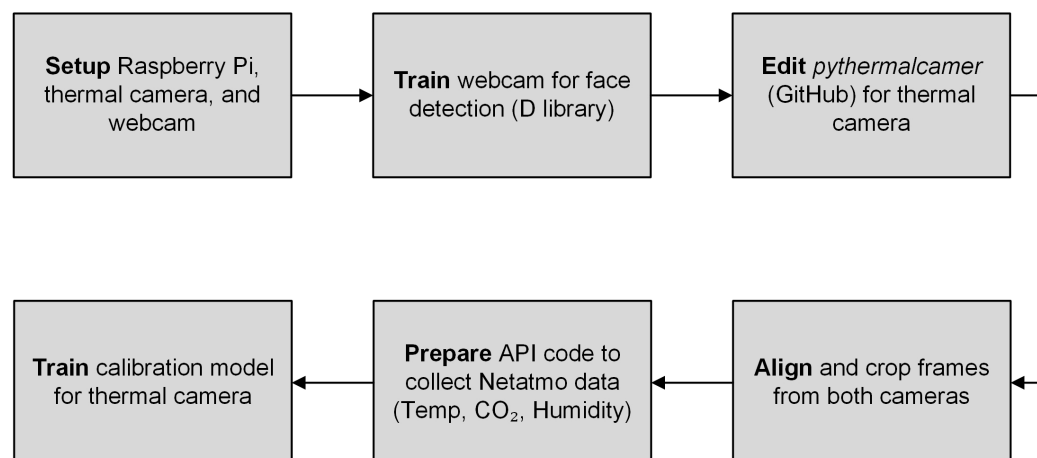 Setup Raspberry Pi,
thermal camera, and
webcam
Train webcam for face
detection (D library)
Edit pythermalcamer
(GitHub) for thermal
camera
Align and crop frames
from both cameras
Prepare API code to
collect Netatmo data
(Temp, CO₂, Humidity)
Train calibration model
for thermal camera